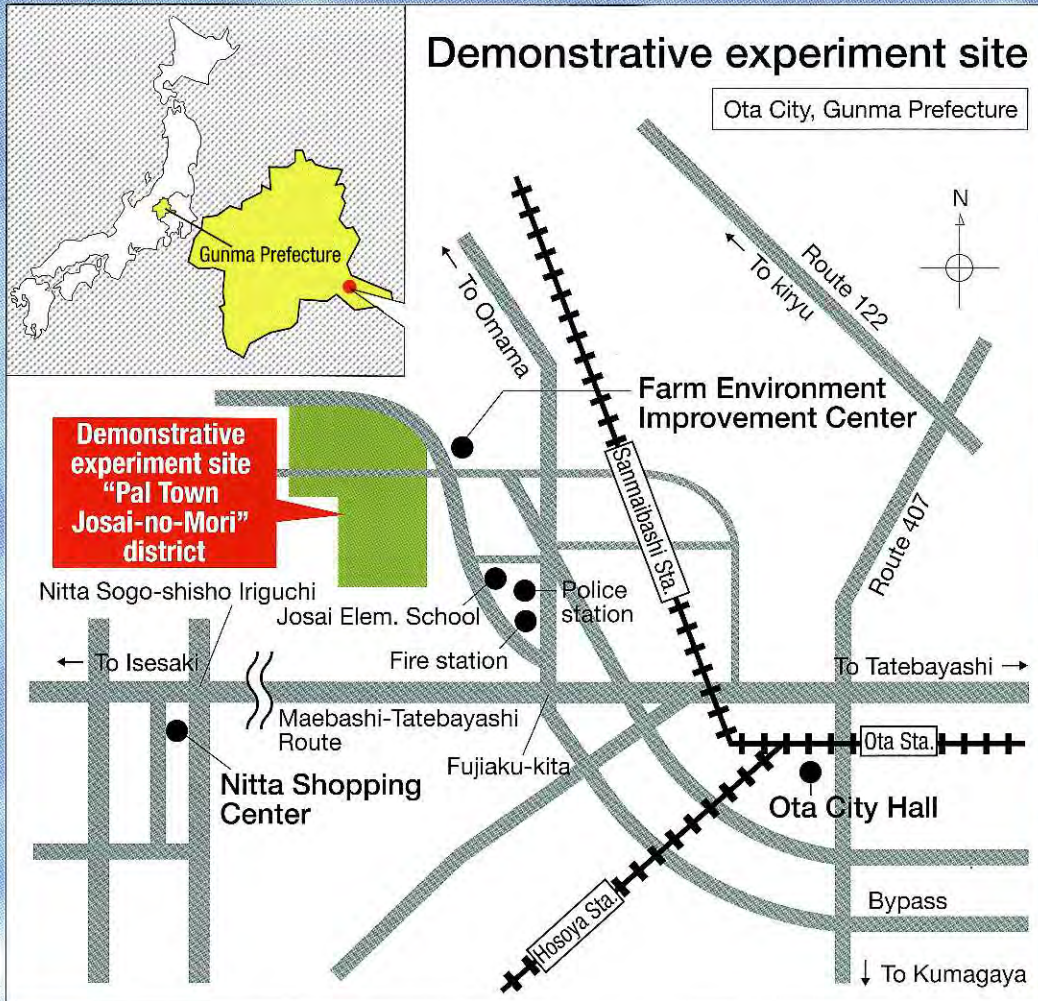 Demonstrative experiment site
Ota City, Gunma Prefecture
Gunma Prefecture
N
To Omama
To kiryu
Route 122
Farm Environment
Improvement Center
Sanmaibashi Sta.
Route 407
Demonstrative
experiment site
“Pal Town
Josai-no-Mori”
district
Nitta Sogo-shisho Iriguchi
Josai Elem. School
Police
station
Fire station
To Isesaki
To Tatebayashi
Maebashi-Tatebayashi
Route
Fujiaku-kita
Ota Sta.
Nitta Shopping
Center
Ota City Hall
Hosoya Sta.
Bypass
To Kumagaya